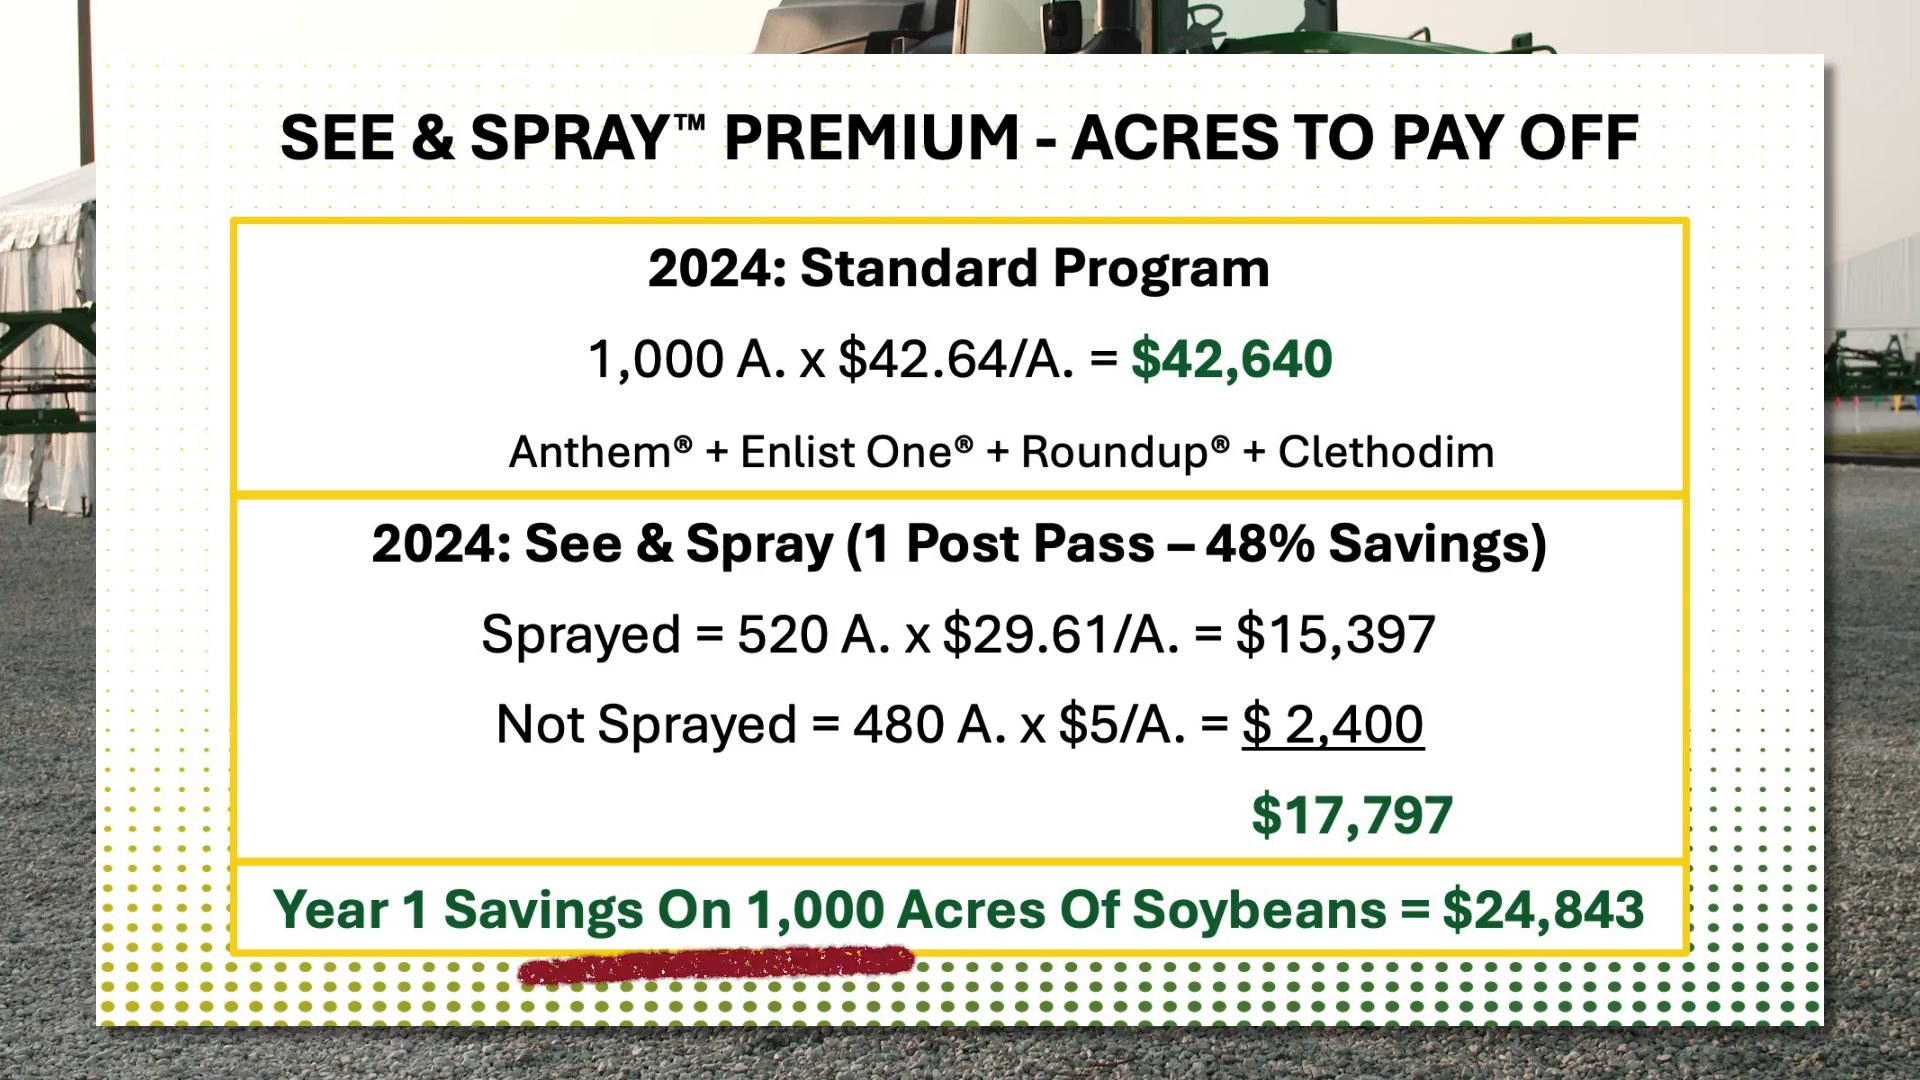 SEE & SPRAY™ PREMIUM - ACRES TO PAY OFF
2024: Standard Program
1,000 A. x $42.64/A. = $42,640
Anthem® + Enlist One® + Roundup® + Clethodim
2024: See & Spray (1 Post Pass – 48% Savings)
Sprayed = 520 A. x $29.61/A. = $15,397
Not Sprayed = 480 A. x $5/A. = $ 2,400
$17,797
Year 1 Savings On 1,000 Acres Of Soybeans = $24,843